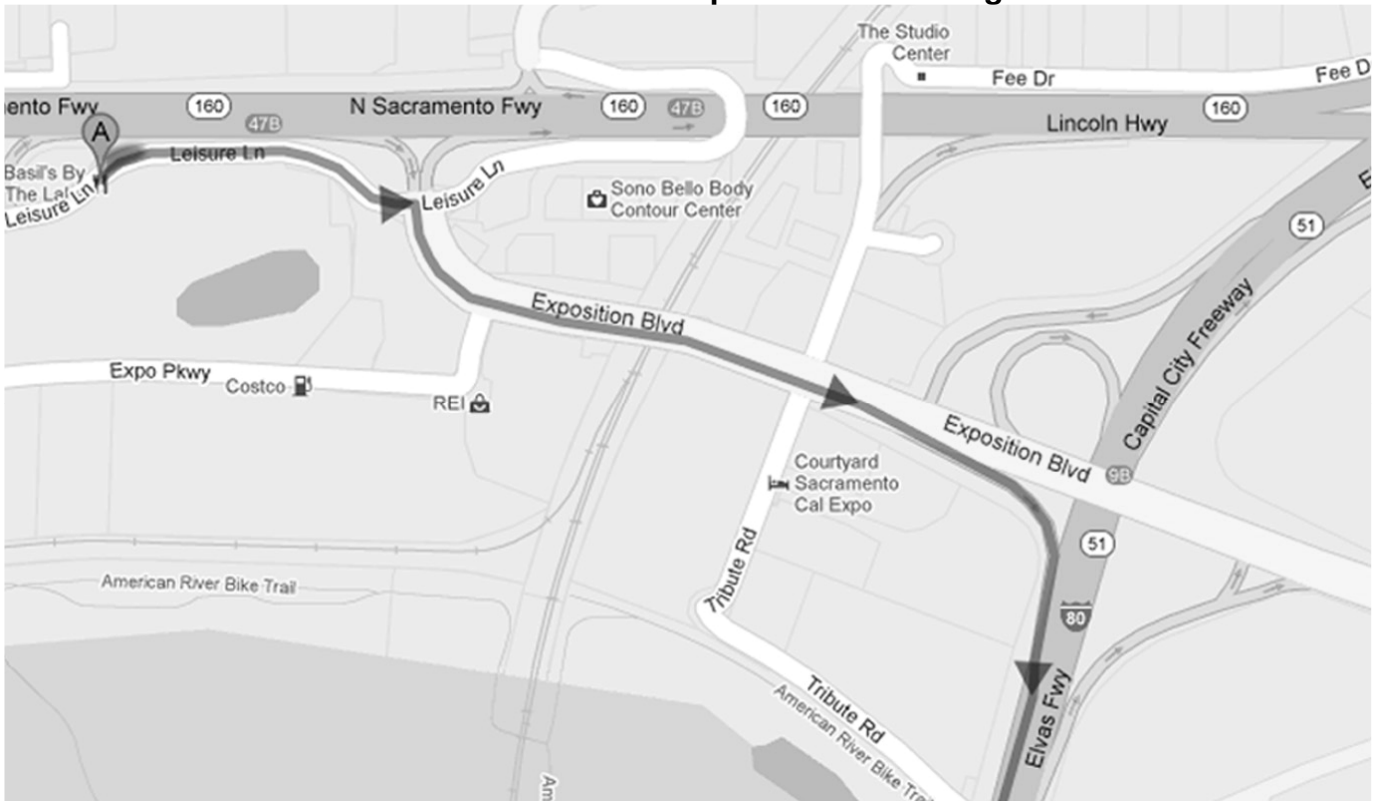 The Studio
Center
Fee Dr
Fee D
ento Fwy
160
N Sacramento Fwy
160
47B
160
160
47B
Lincoln Hwy
A
Leisure Ln
Basil's By
The La
Leisure Ln
Leisure Ln
Sono Bello Body
Contour Center
51
Exposition Blvd
Capital City Freeway
Expo Pkwy
Costco
REI
Exposition Blvd
9B
Courtyard
Sacramento
Cal Expo
51
Tribute Rd
American River Bike Trail
80
Tribute Rd
American River Bike Trai
Elvas Fwy
Am